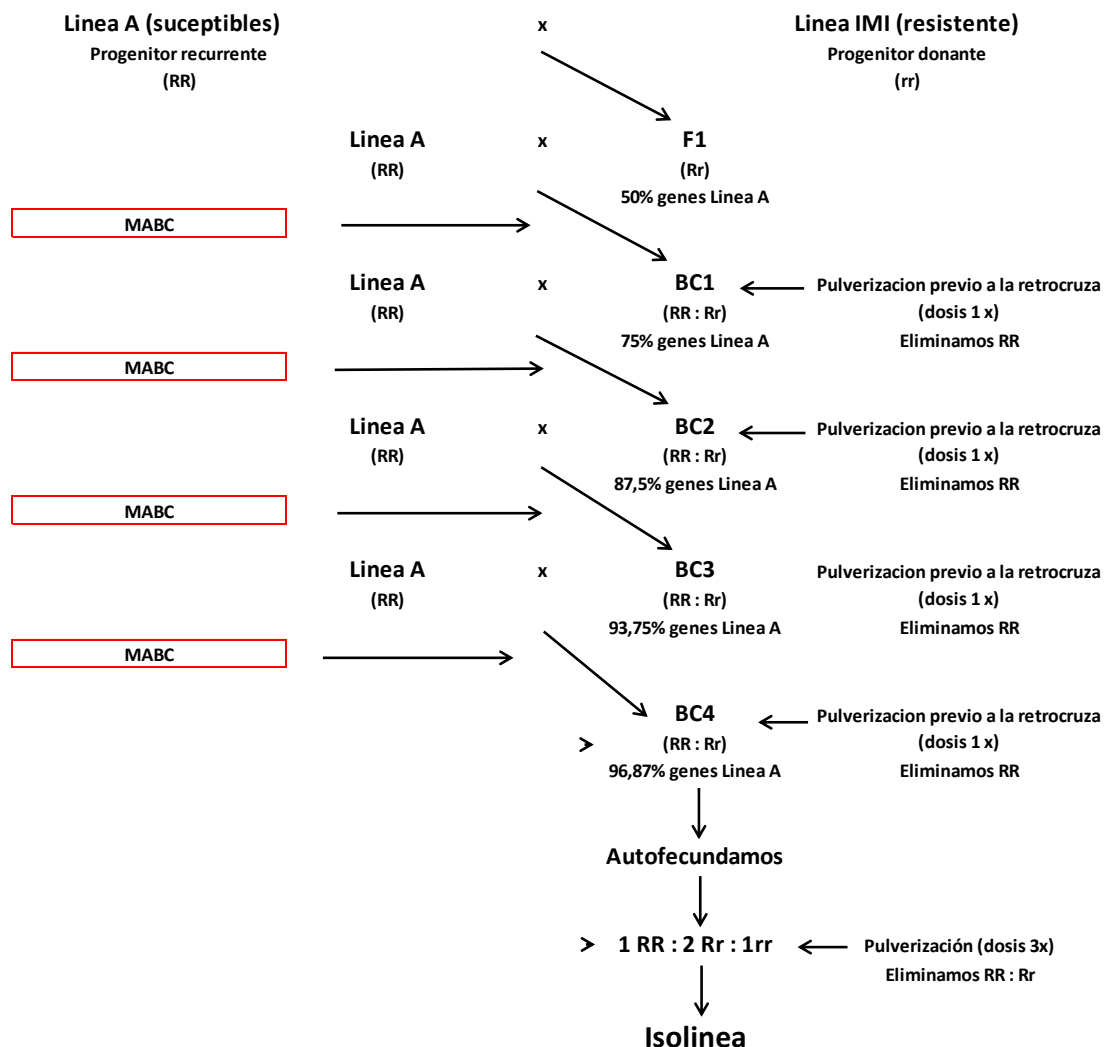 Linea A (suceptibles) x Linea IMI (resistente)
Progenitor recurrente Progenitor donante
(RR) (rr)
Linea A x F1
(RR) (Rr)
50% genes Linea A
MABC
Linea A x BC1 Pulverizacion previo a la retrocruza
(RR) (RR : Rr) (dosis 1 x)
75% genes Linea A Eliminamos RR
MABC
Linea A x BC2 Pulverizacion previo a la retrocruza
(RR) (RR : Rr) (dosis 1 x)
87,5% genes Linea A Eliminamos RR
MABC
Linea A x BC3 Pulverizacion previo a la retrocruza
(RR) (RR : Rr) (dosis 1 x)
93,75% genes Linea A Eliminamos RR
MABC
BC4 Pulverizacion previo a la retrocruza
(RR : Rr) (dosis 1 x)
96,87% genes Linea A Eliminamos RR
Autofecundamos
1 RR : 2 Rr : 1rr Pulverización (dosis 3x)
Eliminamos RR : Rr
Isolinea